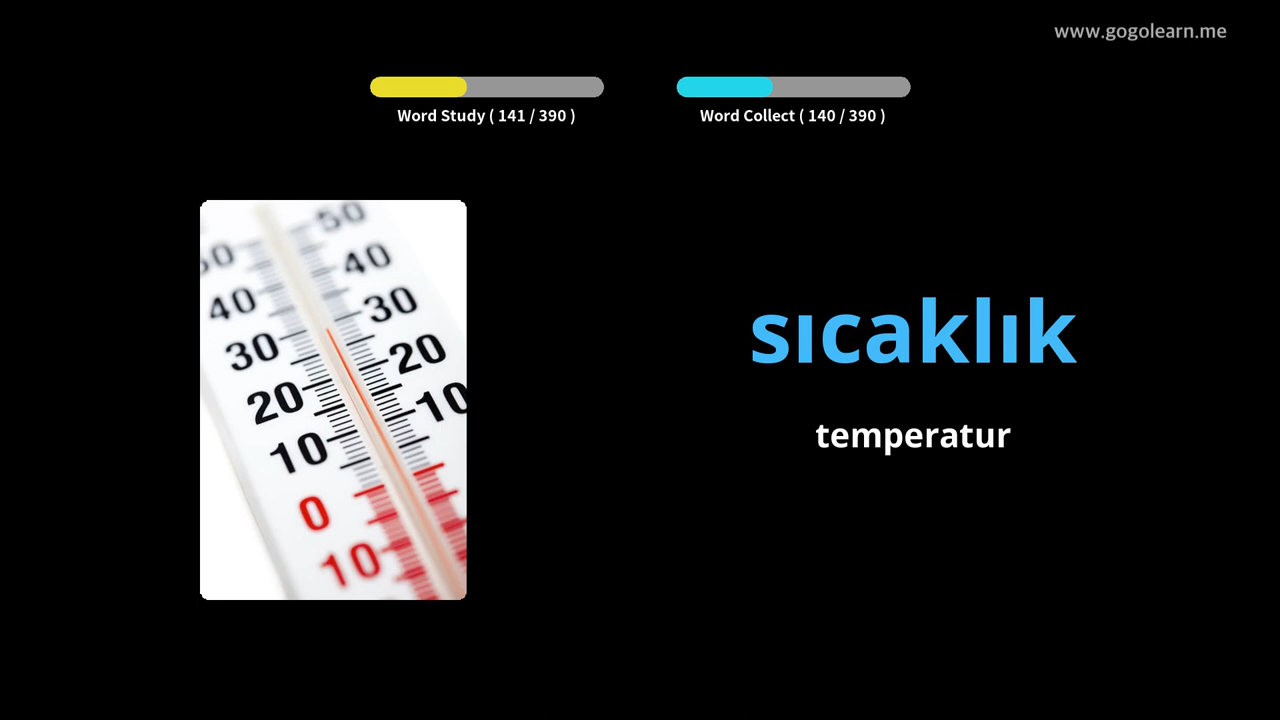 www.gogolearn.me
Word Study ( 141 / 390 )
Word Collect ( 140 / 390 )
50
50
40
40
30
30
20
20
10
10
0
10
sıcaklık
temperatur